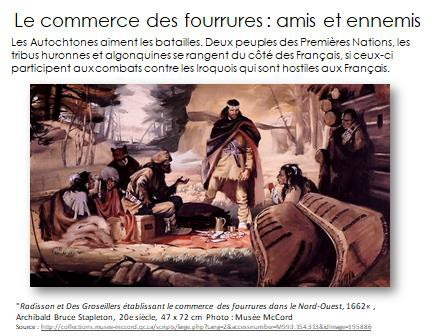 Le commerce des fourrures : amis et ennemis
Les Autochtones aiment les batailles. Deux peuples des Premières Nations, les
tribus huronnes et algonquines se rangent du côté des Français, si ceux-ci
participent aux combats contre les Iroquois qui sont hostiles aux Français.
"Radisson et Des Groseillers établissant le commerce des fourrures dans le Nord-Ouest, 1662« ,
Archibald Bruce Stapleton, 20e siècle, 47 x 72 cm Photo : Musée McCord
Source : http://collections.musee-mccord.qc.ca/scripts/large.php?Lang=2&accessnumber=M993.154.313&idImage=195886